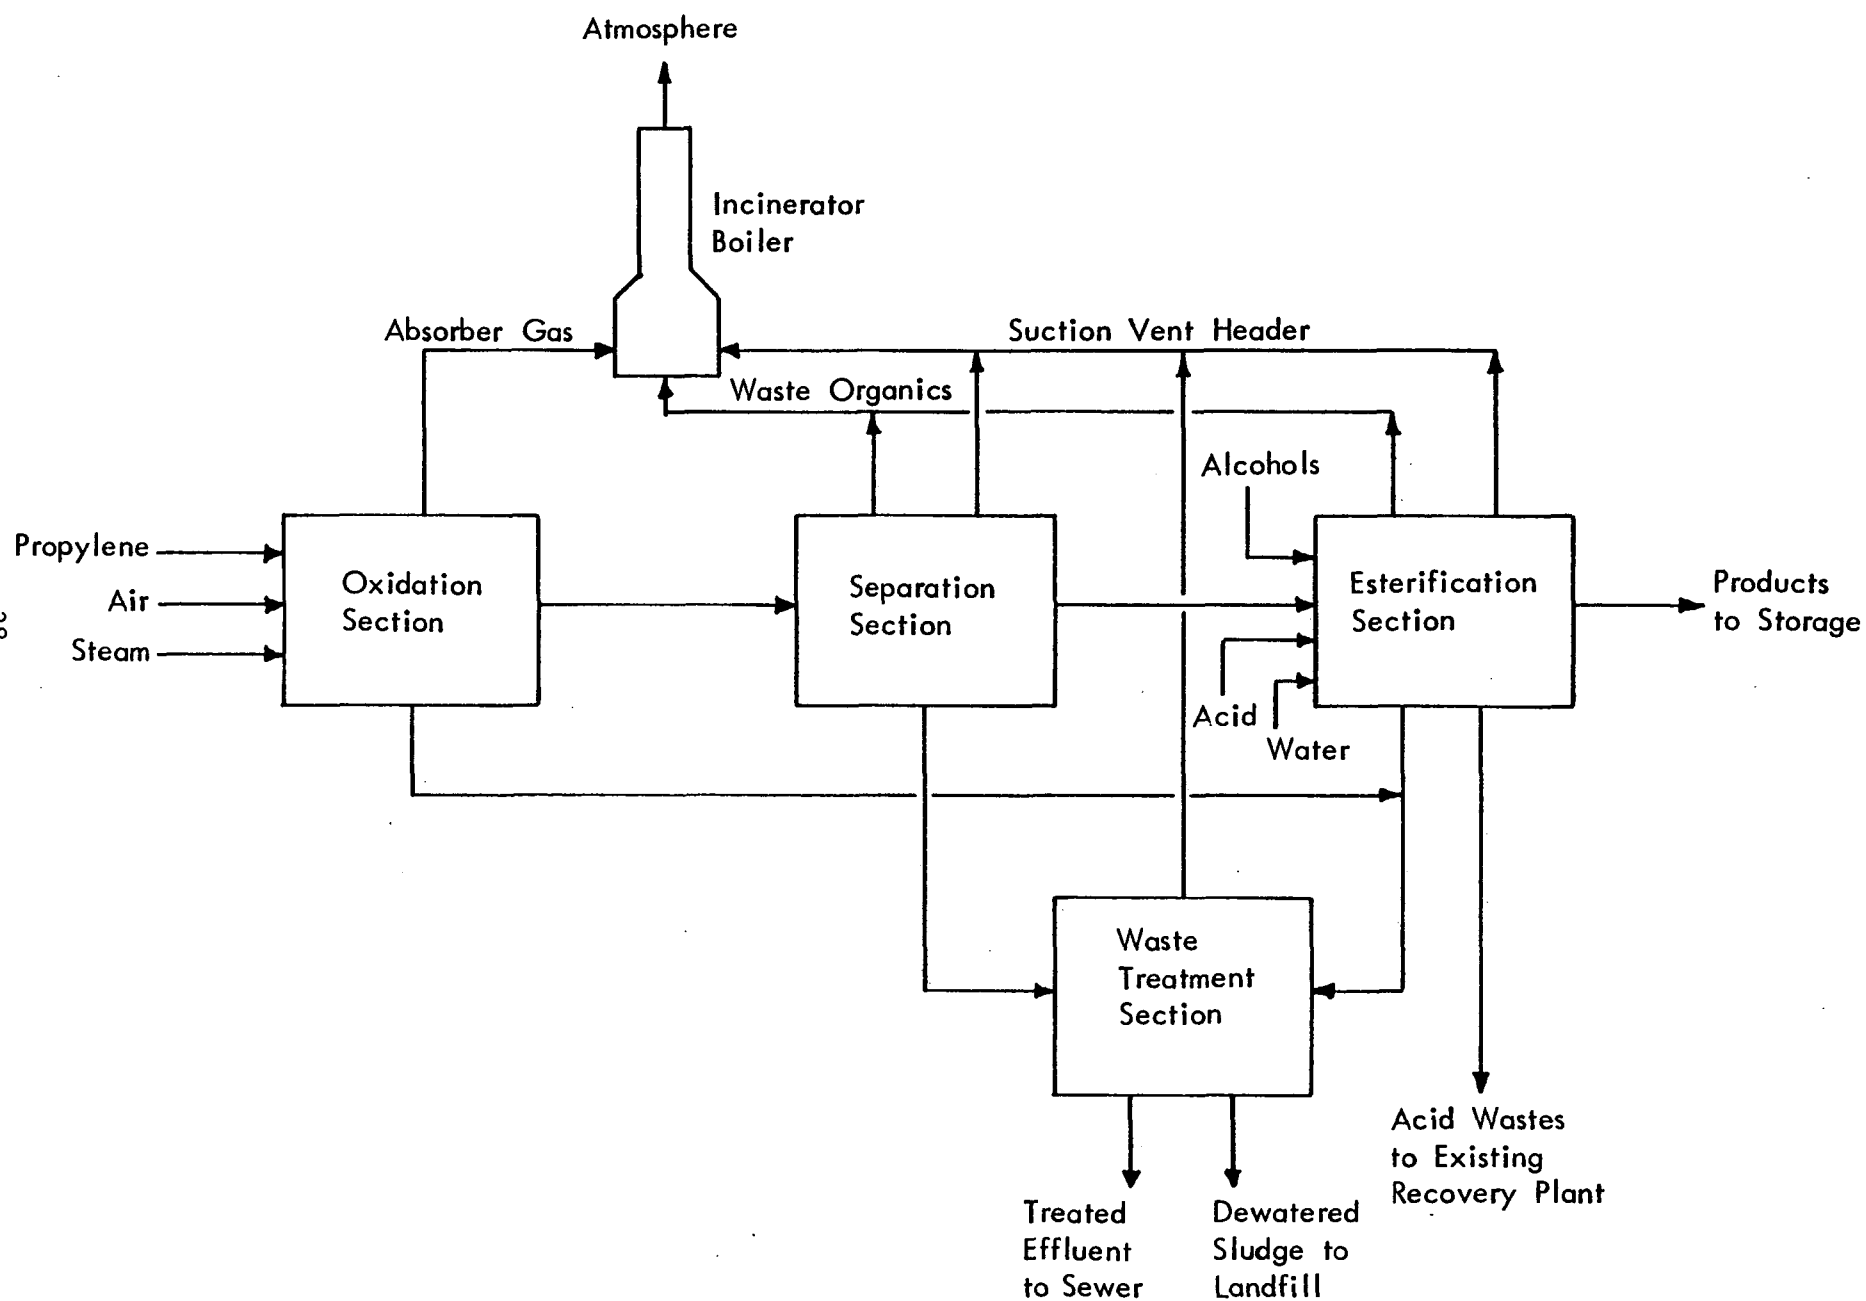 Atmosphere
Incinerator
Boiler
Absorber Gas
Suction Vent Header
Waste Organics
Alcohols
Propylene
Air
Steam
Oxidation
Section
Separation
Section
Esterification
Section
Products
to Storage
Acid
Water
Waste
Treatment
Section
Acid Wastes
to Existing
Recovery Plant
Treated
Effluent
to Sewer
Dewatered
Sludge to
Landfill